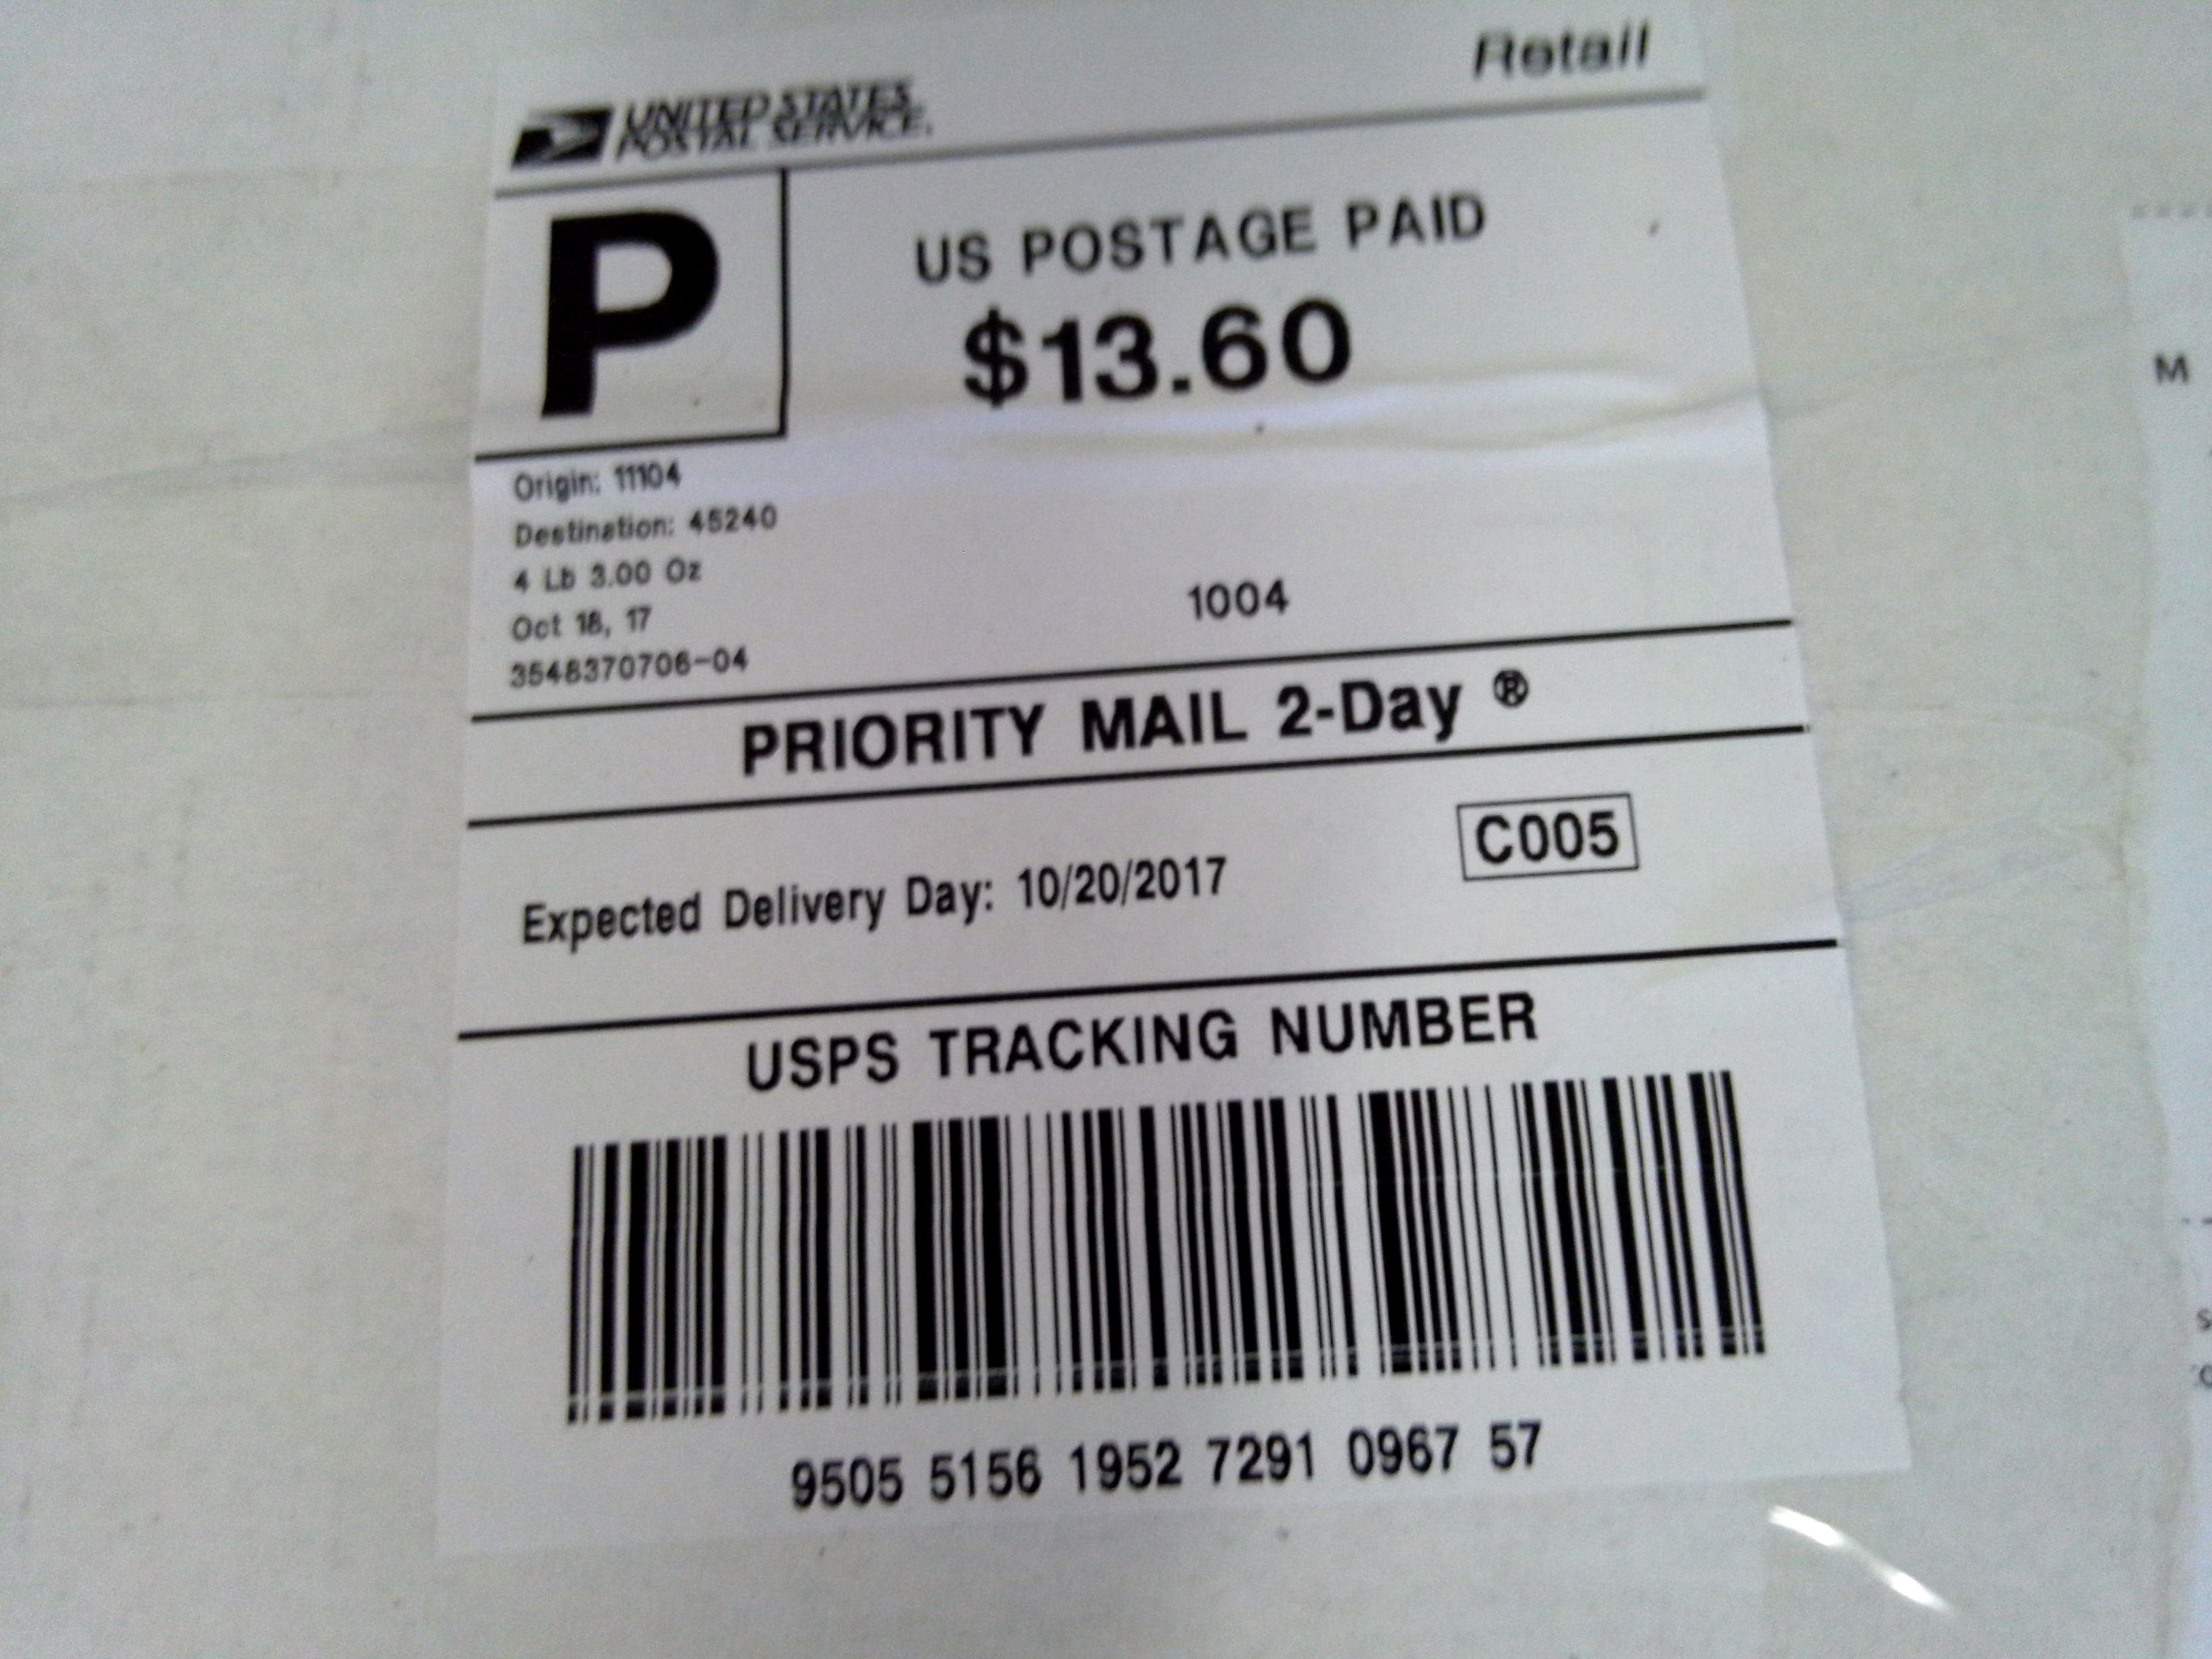 Retail
UNITED STATES
POSTAL SERVICE.
P
US POSTAGE PAID
$13.60
Origin: 11104
Destination: 45240
4 Lb 3.00 Oz
Oct 18, 17
3548370706-04
1004
PRIORITY MAIL 2-Day ®
C005
Expected Delivery Day: 10/20/2017
USPS TRACKING NUMBER
9505 5156 1952 7291 0967 57
M